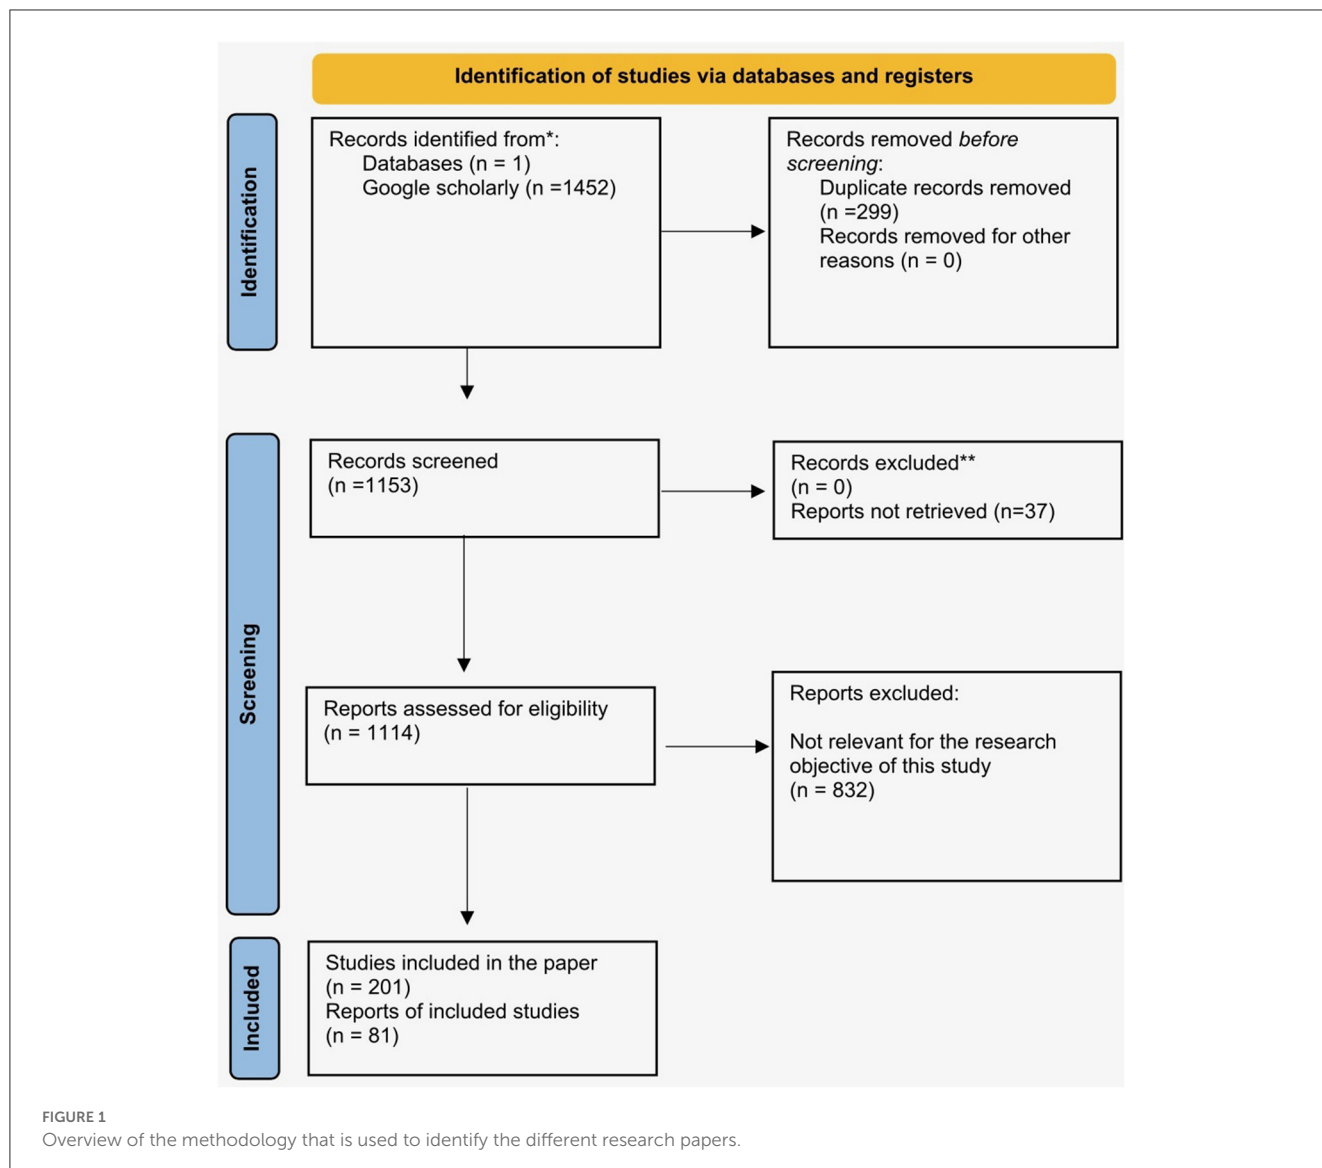 Identification of studies via databases and registers
Identification
Records identified from*:
Databases (n = 1)
Google scholarly (n =1452)
Records removed before
screening:
Duplicate records removed
(n =299)
Records removed for other
reasons (n = 0)
Screening
Records screened
(n =1153)
Records excluded**
(n = 0)
Reports not retrieved (n=37)
Reports assessed for eligibility
(n = 1114)
Reports excluded:
Not relevant for the research
objective of this study
(n = 832)
Included
Studies included in the paper
(n = 201)
Reports of included studies
(n = 81)
FIGURE 1
Overview of the methodology that is used to identify the different research papers.